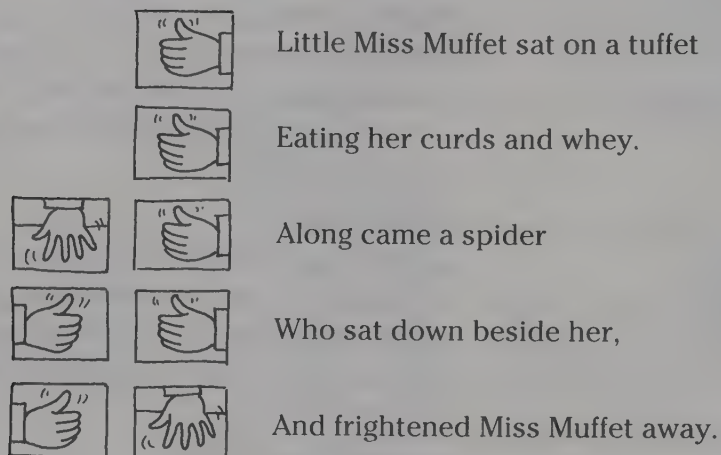 Little Miss Muffet sat on a tuffet
Eating her curds and whey.
Along came a spider
Who sat down beside her,
And frightened Miss Muffet away.